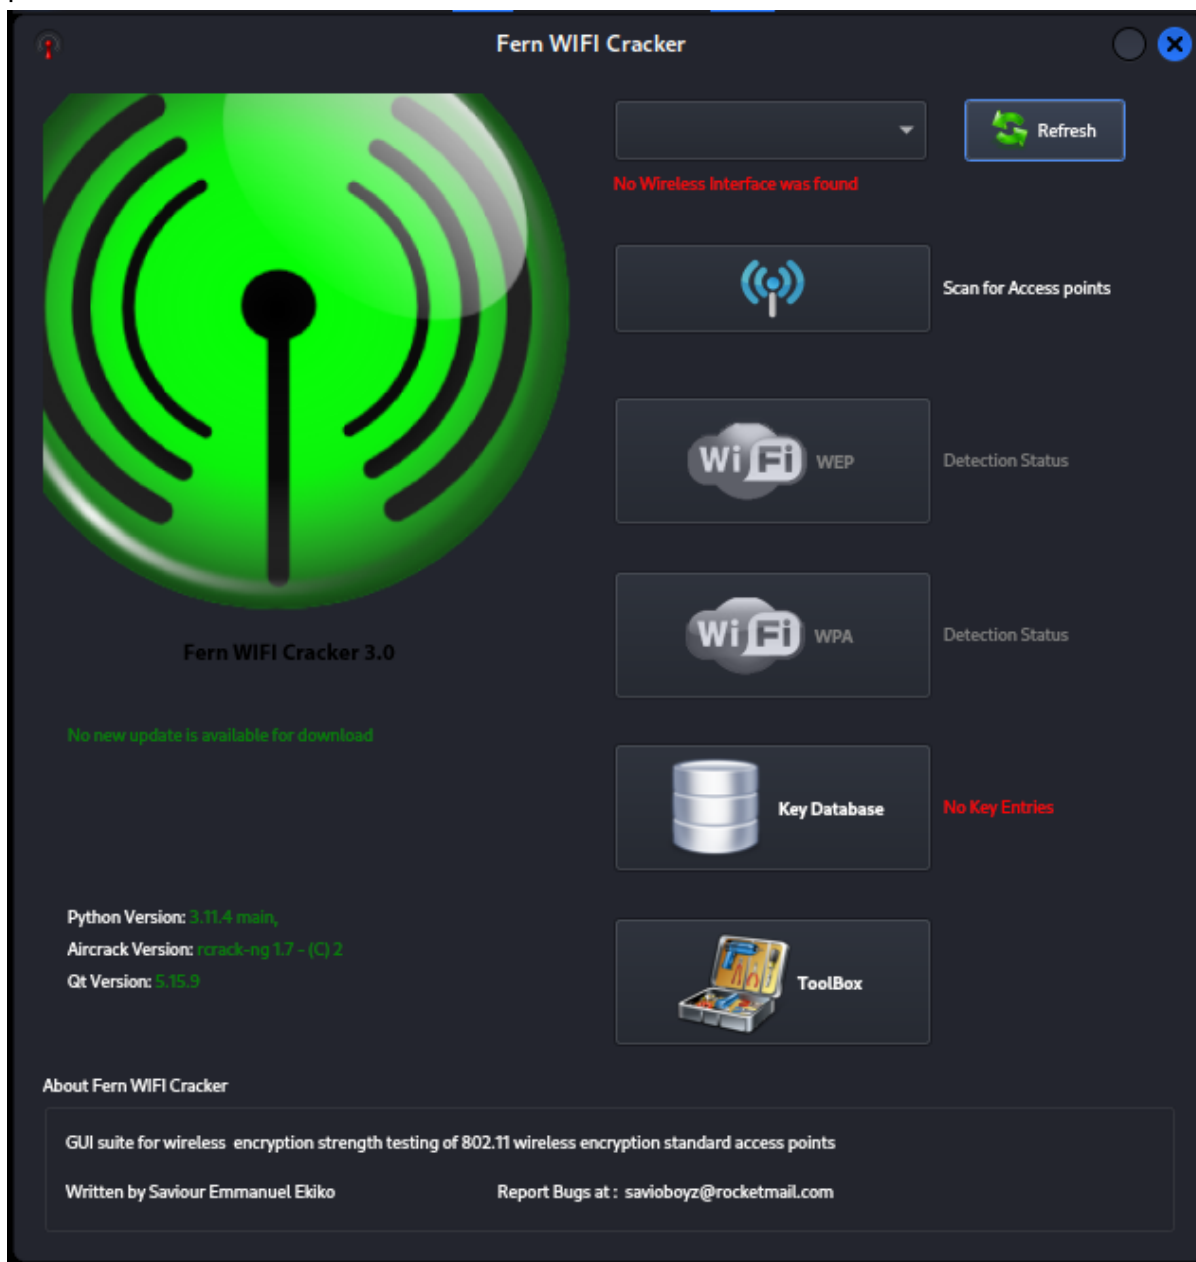 Fern WIFI Cracker
Refresh
No Wireless Interface was found
Scan for Access points
WiFi WEP
Detection Status
WiFi WPA
Detection Status
Fern WIFI Cracker 3.0
No new update is available for download
Key Database
No Key Entries
Python Version: 3.11.4 main,
Aircrack Version: rcrack-ng 1.7 - (C) 2
Qt Version: 5.15.9
ToolBox
About Fern WIFI Cracker
GUI suite for wireless encryption strength testing of 802.11 wireless encryption standard access points
Written by Saviour Emmanuel Ekiko
Report Bugs at : savioboyz@rocketmail.com